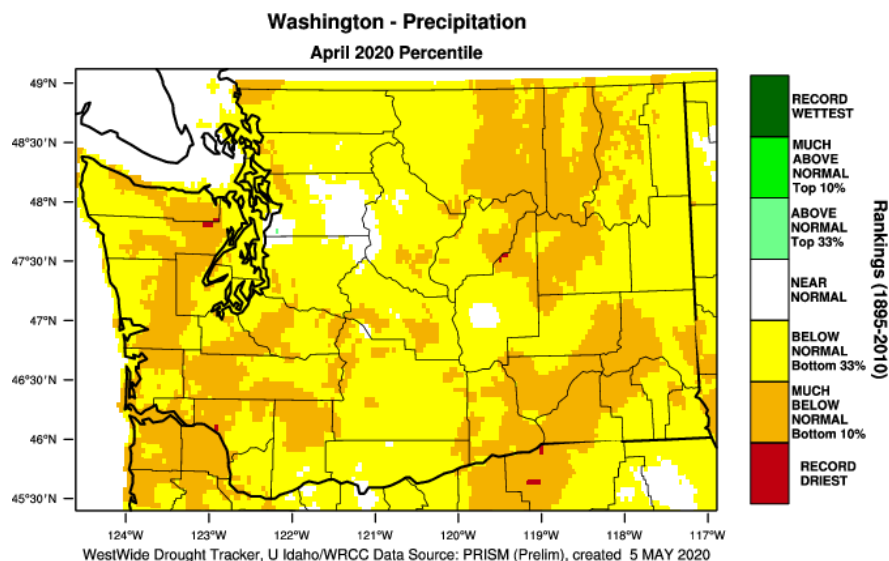 Washington - Precipitation
April 2020 Percentile
49°N
48°30'N
48°N
47°30'N
47°N
46°30'N
46°N
45°30'N
124°W
123°W
122°W
121°W
120°W
119°W
118°W
117°W
RECORD
WETTEST
MUCH
ABOVE
NORMAL
Top 10%
ABOVE
NORMAL
Top 33%
NEAR
NORMAL
BELOW
NORMAL
Bottom 33%
MUCH
BELOW
NORMAL
Bottom 10%
RECORD
DRIEST
Rankings (1895-2010)
WestWide Drought Tracker, U Idaho/WRCC Data Source: PRISM (Prelim), created 5 MAY 2020